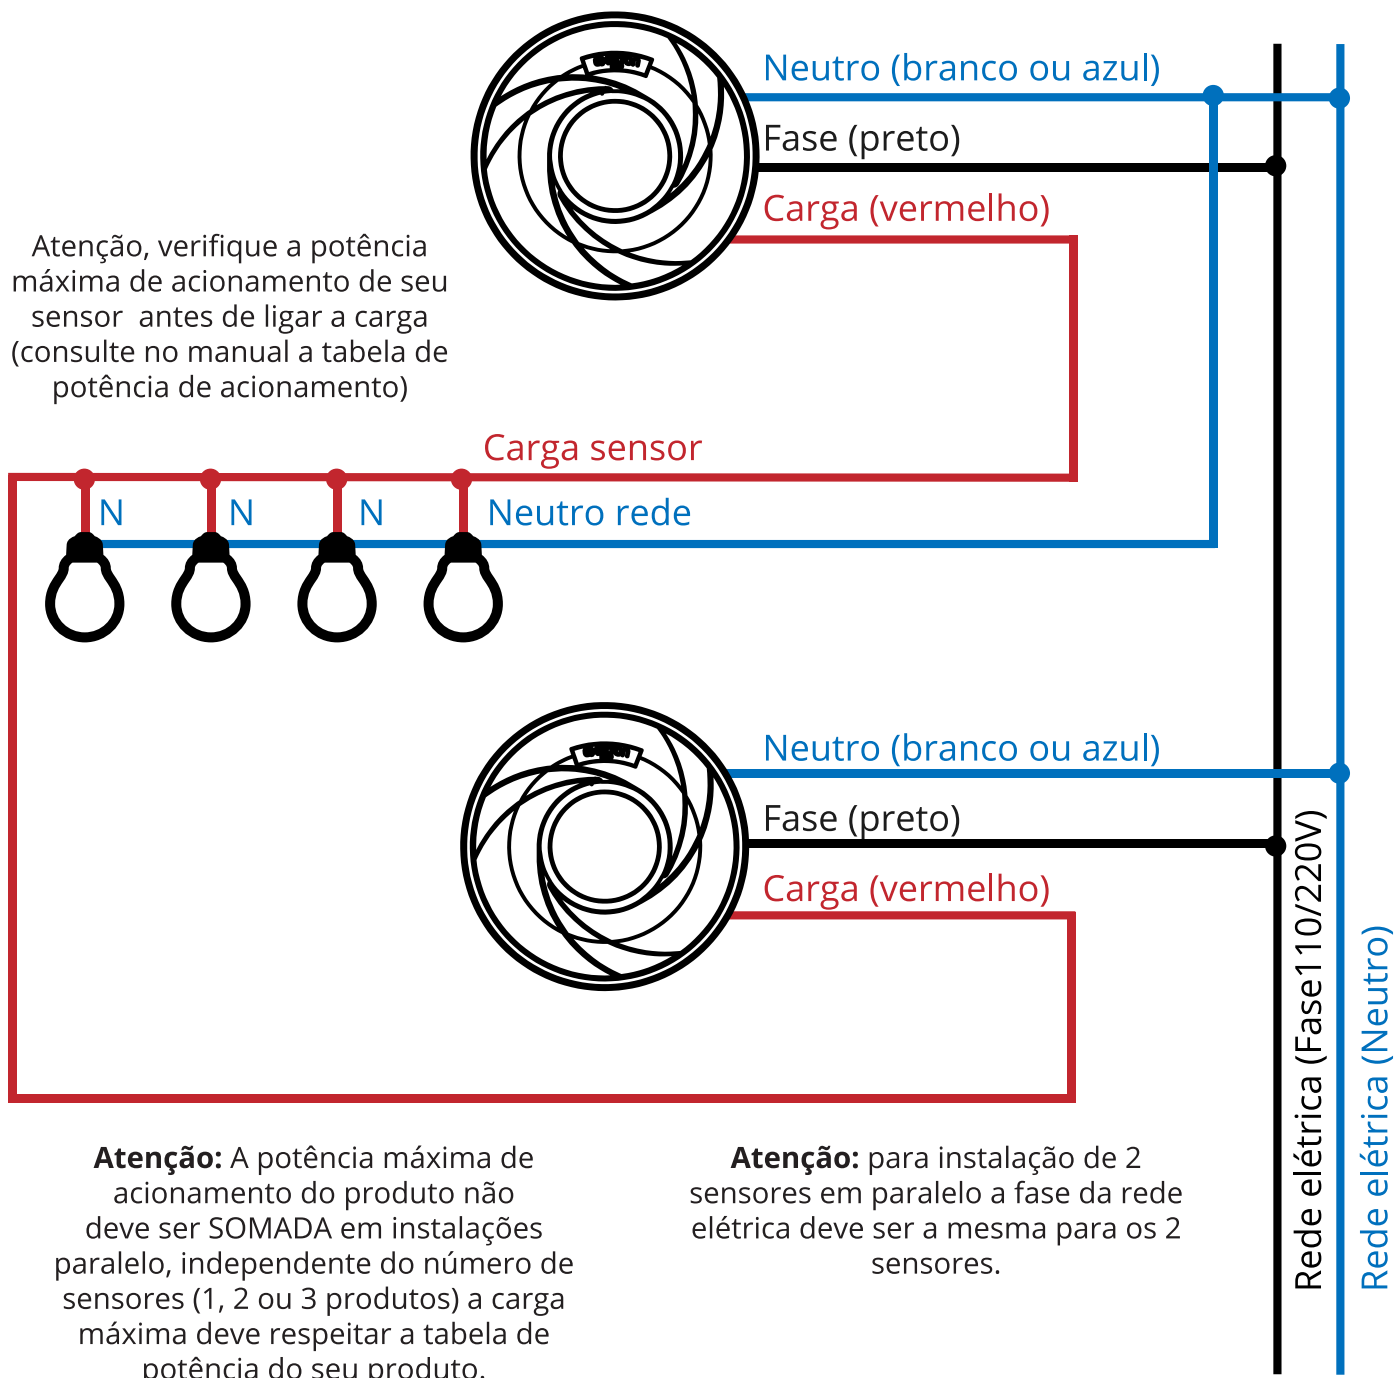 Neutro (branco ou azul)
Fase (preto)
Carga (vermelho)
Atenção, verifique a potência
máxima de acionamento de seu
sensor antes de ligar a carga
(consulte no manual a tabela de
potência de acionamento)
Carga sensor
N
N
N
Neutro rede
Neutro (branco ou azul)
Fase (preto)
Carga (vermelho)
Rede elétrica (Fase110/220V)
Rede elétrica (Neutro)
Atenção: A potência máxima de
acionamento do produto não
deve ser SOMADA em instalações
paralelo, independente do número de
sensores (1, 2 ou 3 produtos) a carga
máxima deve respeitar a tabela de
potência do seu produto.
Atenção: para instalação de 2
sensores em paralelo a fase da rede
elétrica deve ser a mesma para os 2
sensores.